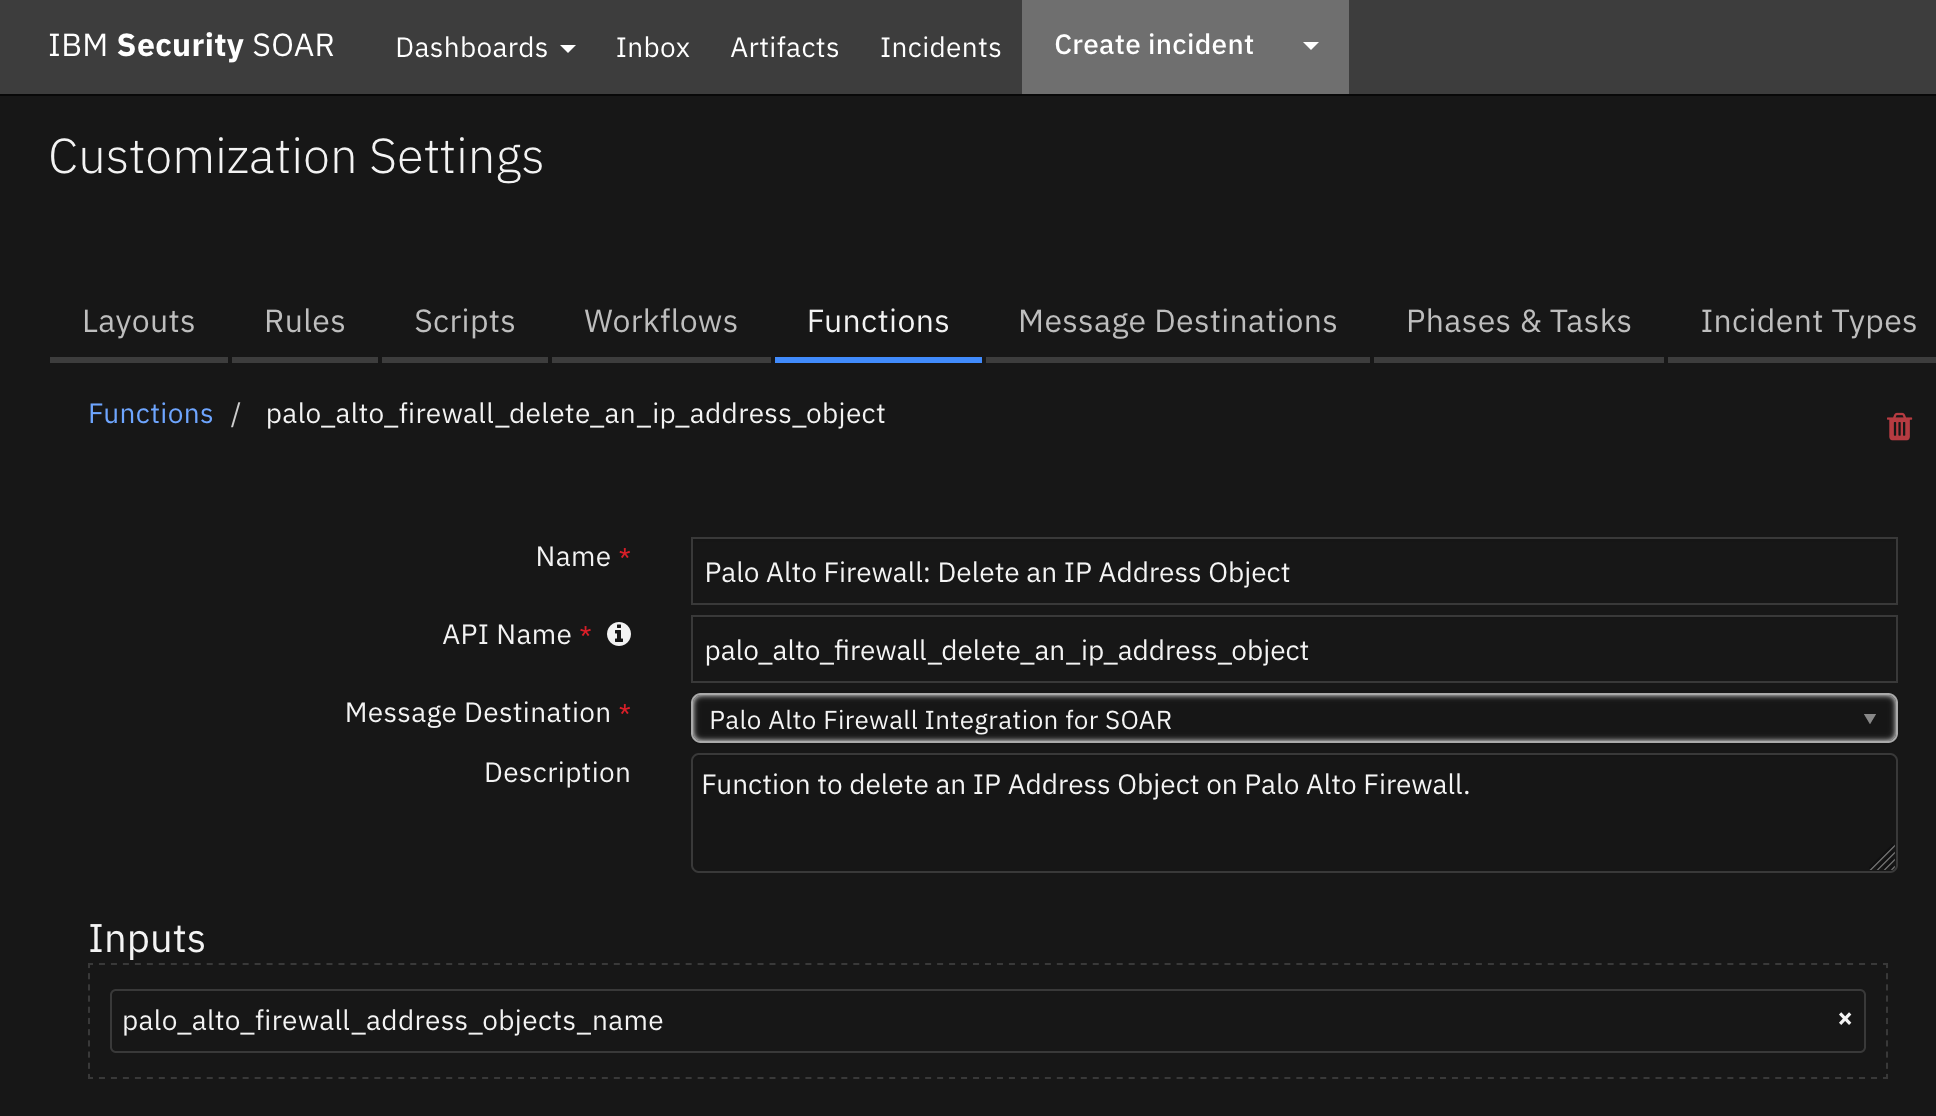 IBM Security SOAR Dashboards Inbox Artifacts Incidents Create incident
Customization Settings
Layouts Rules Scripts Workflows Functions Message Destinations Phases & Tasks Incident Types
Functions / palo_alto_firewall_delete_an_ip_address_object
Name * Palo Alto Firewall: Delete an IP Address Object
API Name * palo_alto_firewall_delete_an_ip_address_object
Message Destination * Palo Alto Firewall Integration for SOAR
Description Function to delete an IP Address Object on Palo Alto Firewall.
Inputs
palo_alto_firewall_address_objects_name